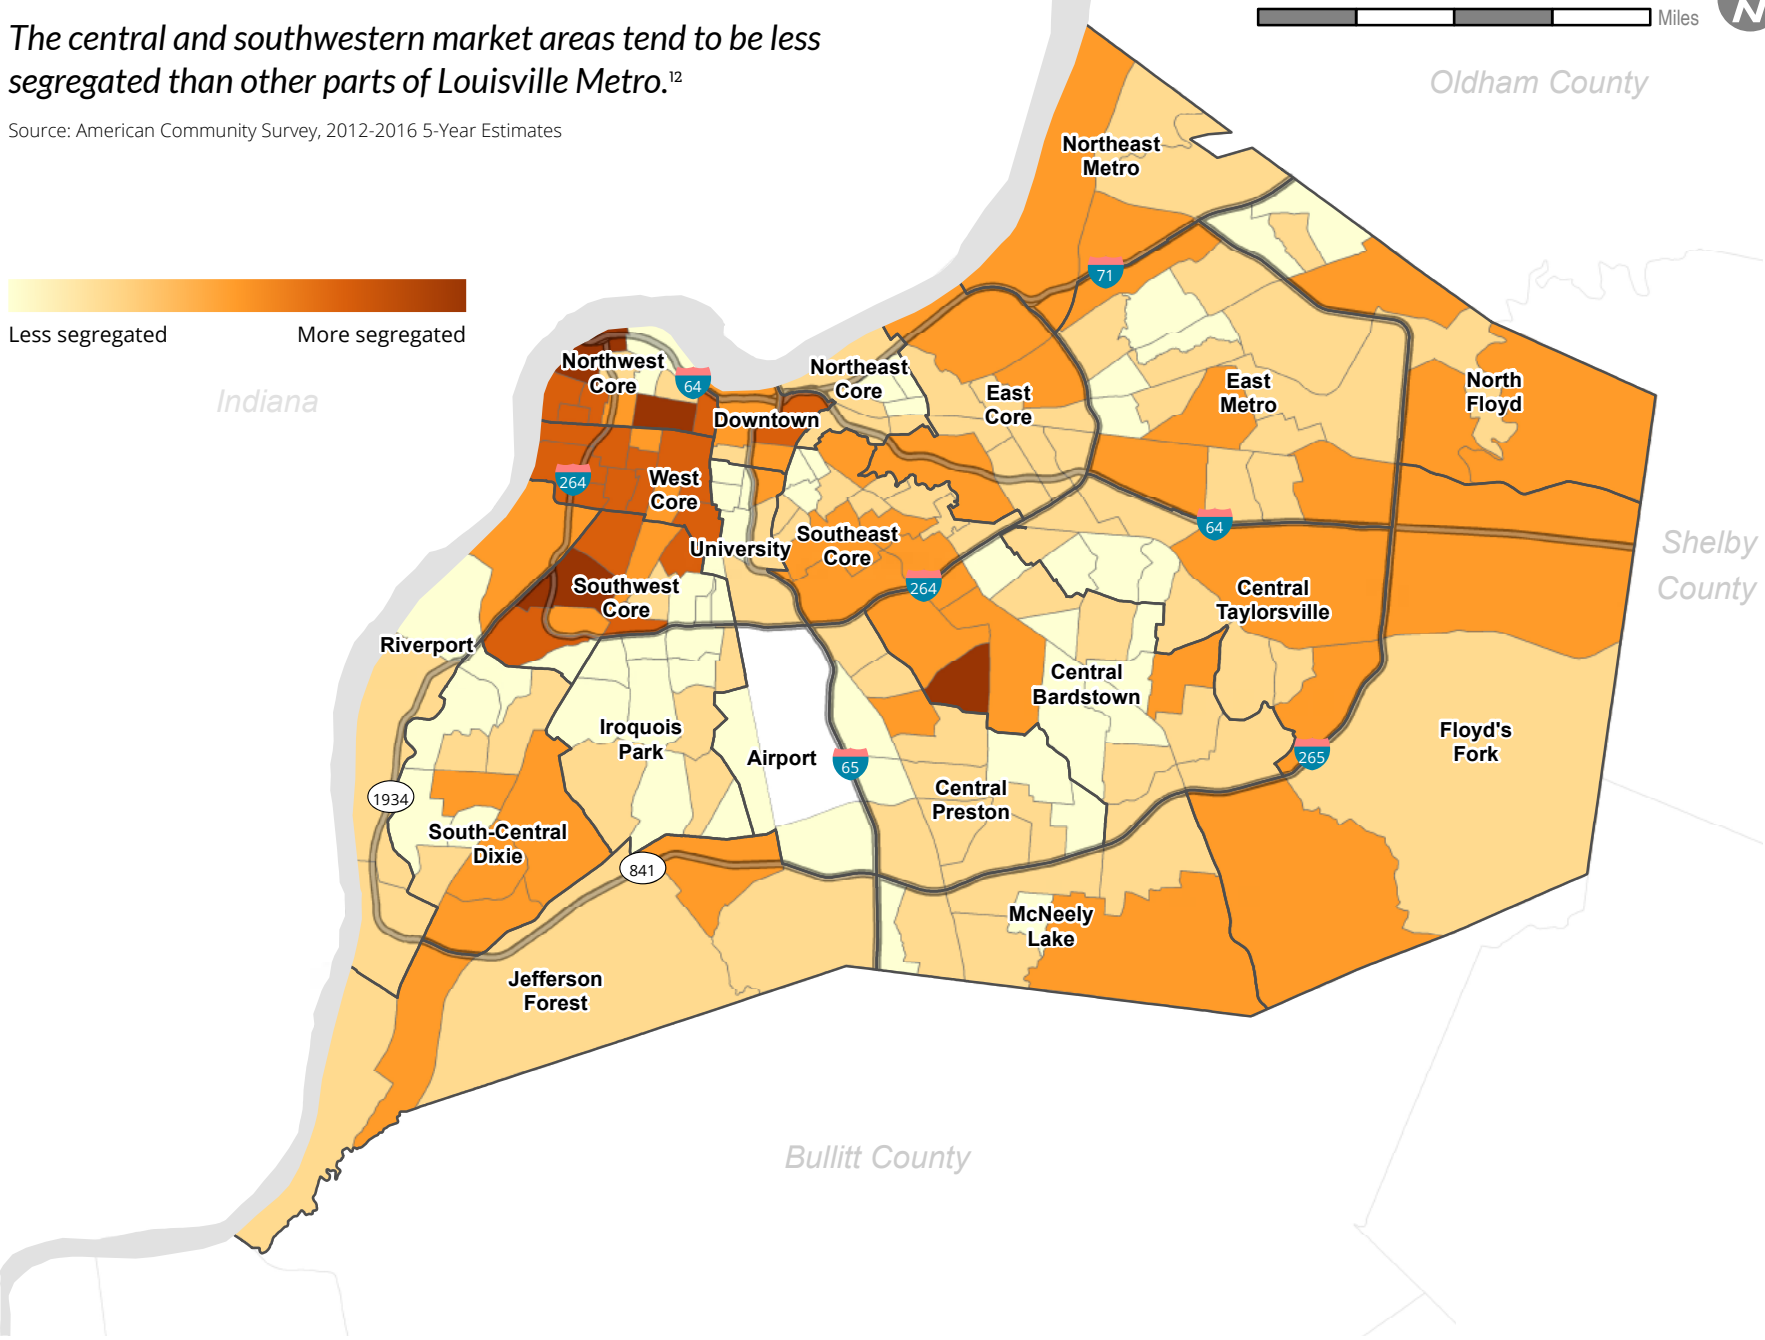 The central and southwestern market areas tend to be less
segregated than other parts of Louisville Metro.12
Source: American Community Survey, 2012-2016 5-Year Estimates
Miles
N
Oldham County
Northeast
Metro
71
Less segregated
More segregated
Indiana
Northwest
Core
64
Northeast
Core
East
Core
East
Metro
North
Floyd
Downtown
264
West
Core
University
Southeast
Core
264
64
Shelby
County
Southwest
Core
Central
Taylorsville
Riverport
Central
Bardstown
Iroquois
Park
Airport
65
265
Floyd's
Fork
1934
Central
Preston
South-Central
Dixie
841
McNeely
Lake
Jefferson
Forest
Bullitt County